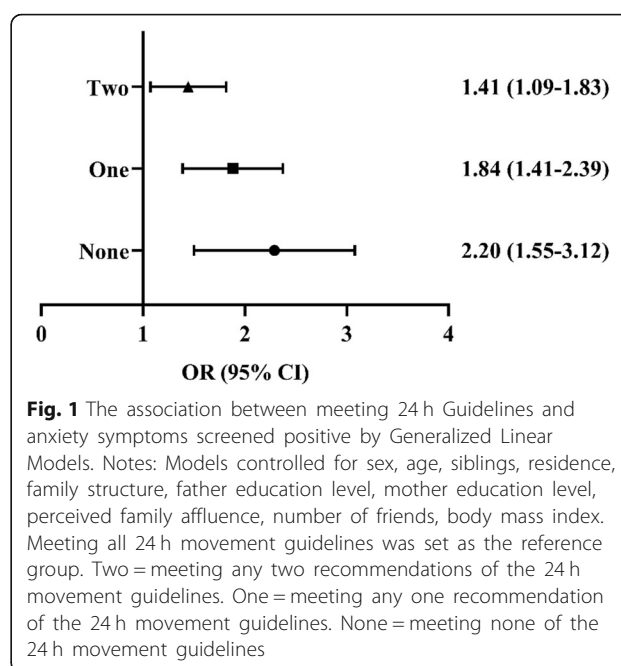 Two
1.41 (1.09-1.83)
One
1.84 (1.41-2.39)
None
2.20 (1.55-3.12)
0 1 2 3 4
OR (95% CI)
Fig. 1 The association between meeting 24 h Guidelines and
anxiety symptoms screened positive by Generalized Linear
Models. Notes: Models controlled for sex, age, siblings, residence,
family structure, father education level, mother education level,
perceived family affluence, number of friends, body mass index.
Meeting all 24 h movement guidelines was set as the reference
group. Two = meeting any two recommendations of the 24 h
movement guidelines. One = meeting any one recommendation
of the 24 h movement guidelines. None = meeting none of the
24 h movement guidelines